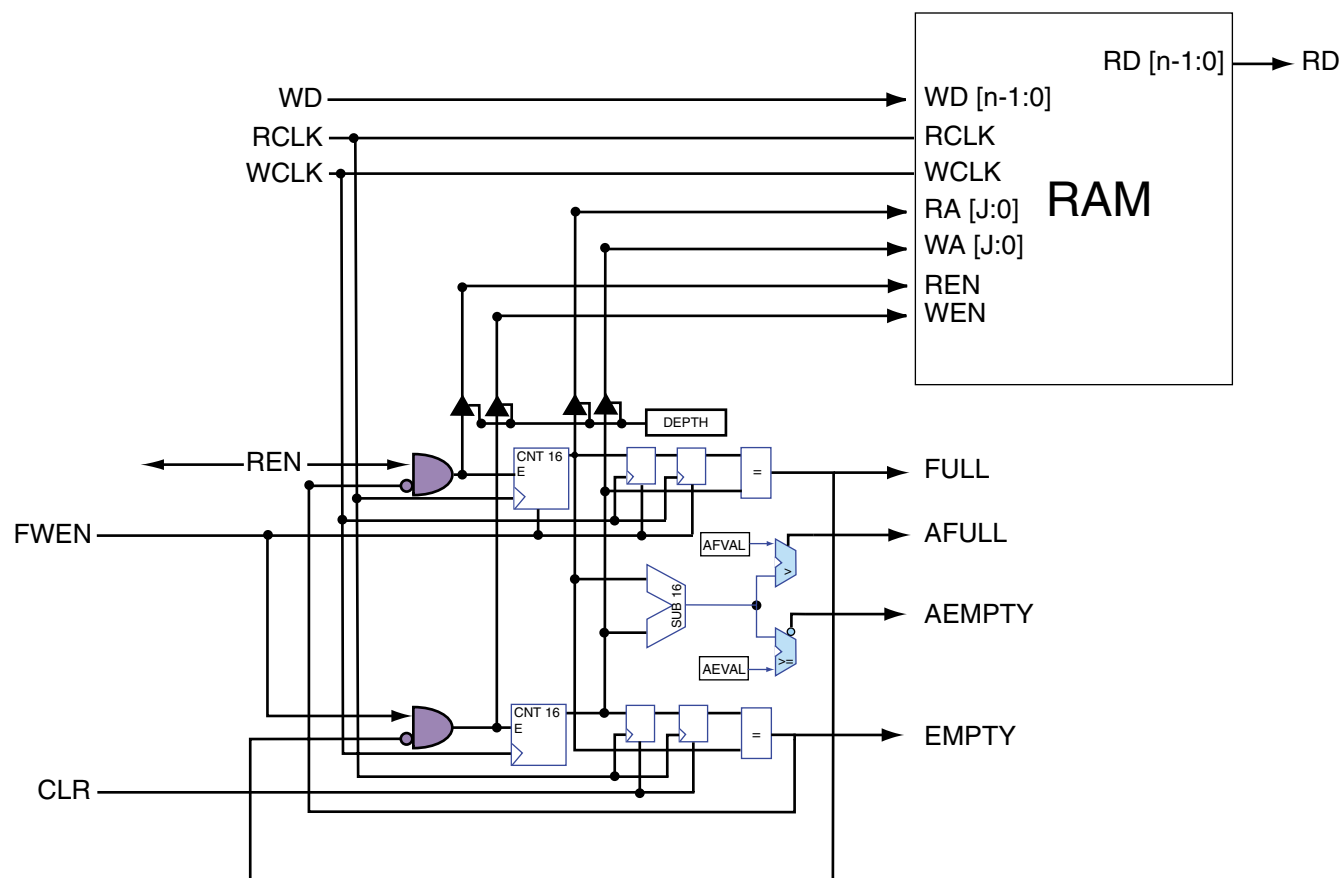 RD [n-1:0]
RD
WD
WD [n-1:0]
RCLK
RCLK
WCLK
WCLK
RAM
RA [J:0]
WA [J:0]
REN
WEN
DEPTH
REN
CNT 16
E
=
FULL
FWEN
AFVAL
>
AFULL
SUB 16
AEMPTY
AEVAL
>=
CNT 16
E
=
EMPTY
CLR